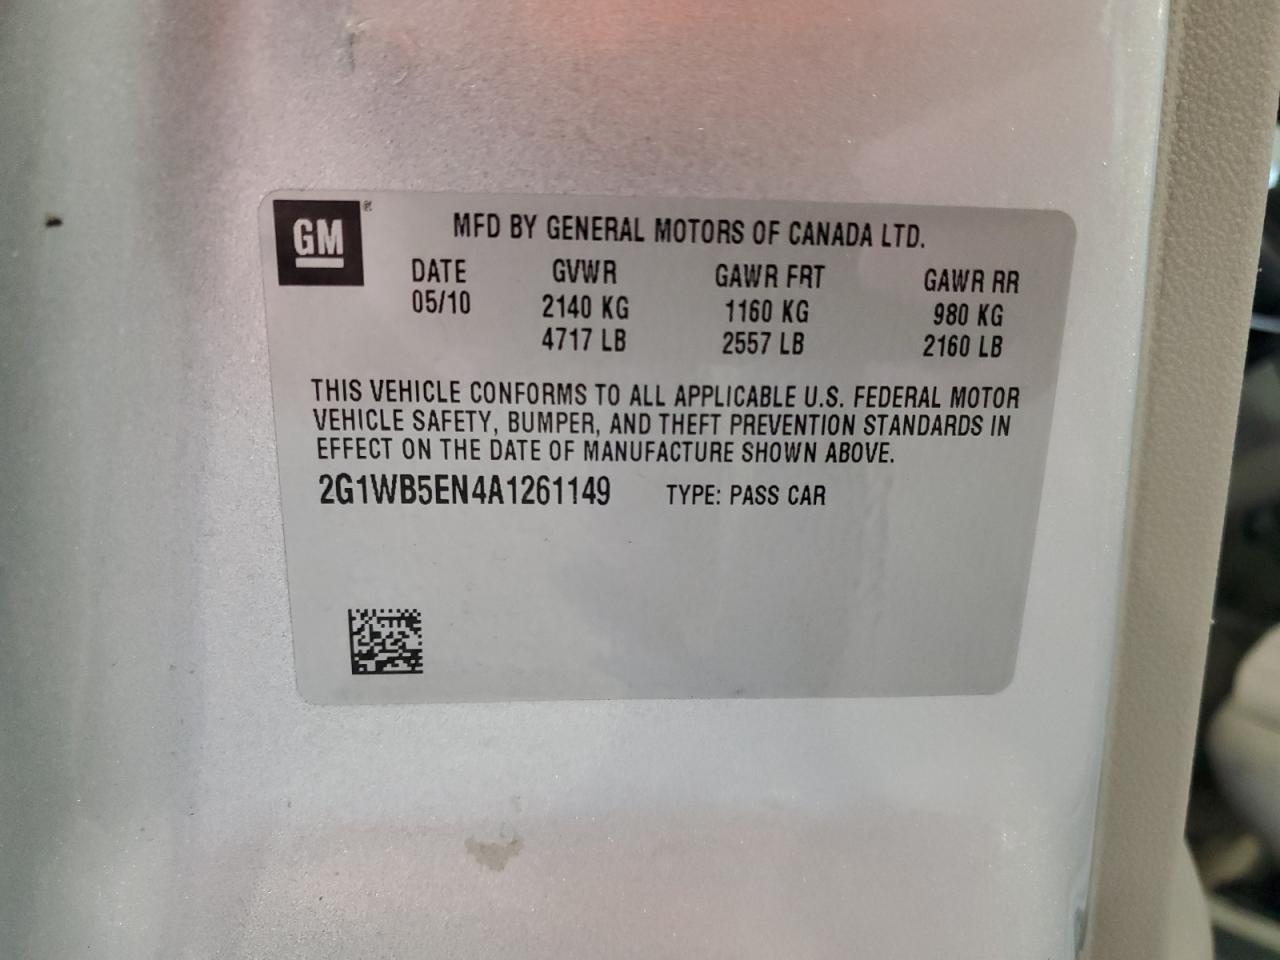 GM®
MFD BY GENERAL MOTORS OF CANADA LTD.
DATE GVWR GAWR FRT GAWR RR
05/10 2140 KG 1160 KG 980 KG
4717 LB 2557 LB 2160 LB
THIS VEHICLE CONFORMS TO ALL APPLICABLE U.S. FEDERAL MOTOR
VEHICLE SAFETY, BUMPER, AND THEFT PREVENTION STANDARDS IN
EFFECT ON THE DATE OF MANUFACTURE SHOWN ABOVE.
2G1WB5EN4A1261149 TYPE: PASS CAR